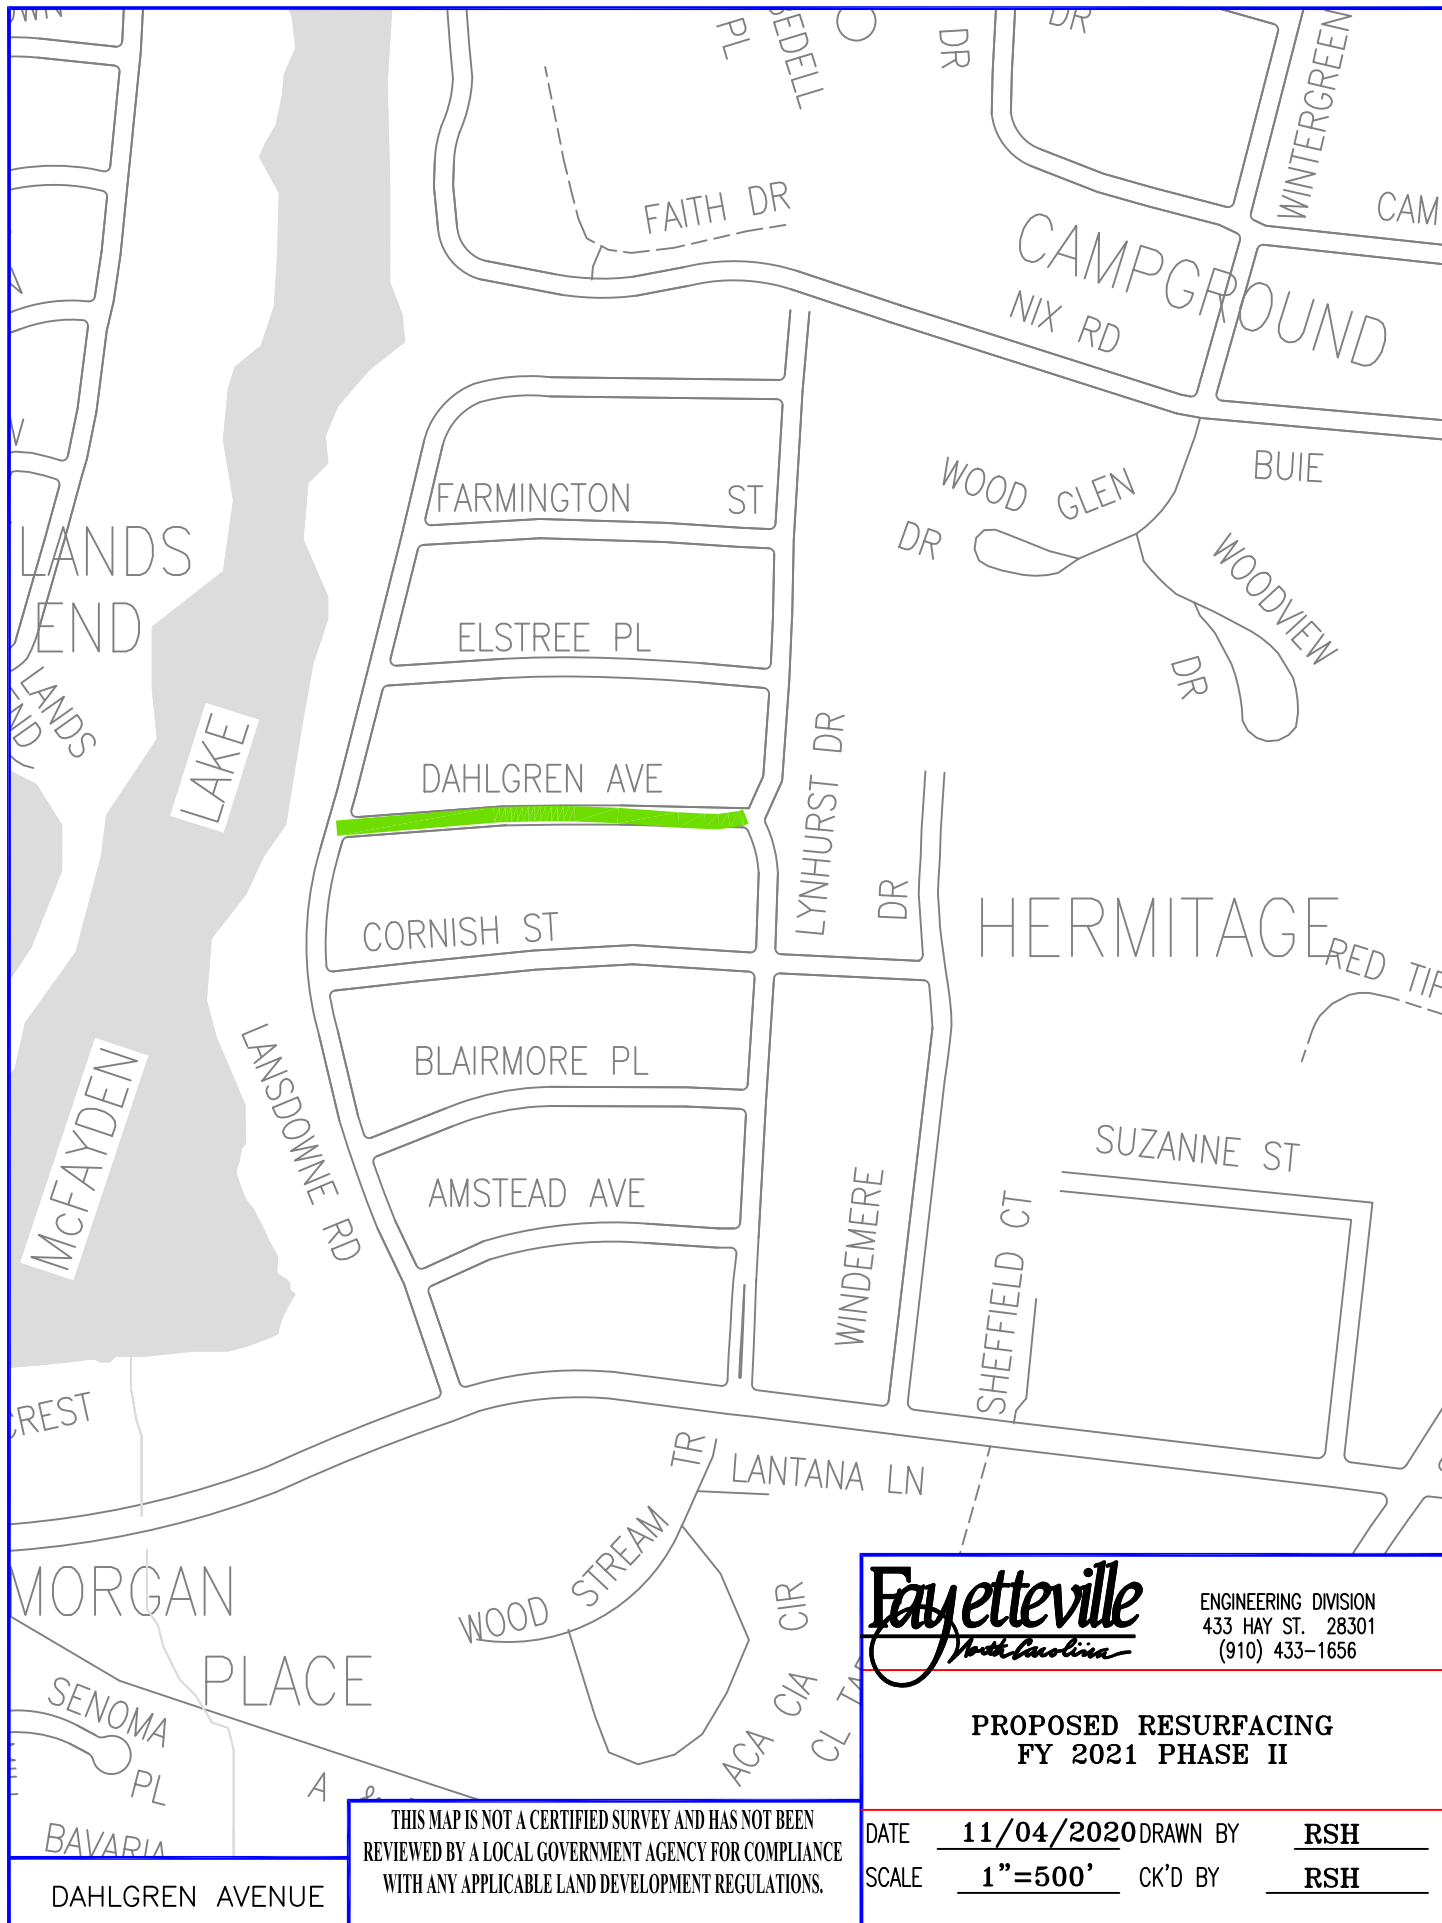 PL
DR
DR
WINTERGREEN
FAITH DR
CAMPGROUND
NIX RD
WOOD GLEN
DR
BUIE
WOODVIEW
DR
FARMINGTON ST
LANDS
END
LANDS
ELSTREE PL
LAKE
DAHLGREN AVE
LYNHURST DR
DR
HERMITAGE
CORNISH ST
McFAYDEN
LANSDOWNE RD
BLAIRMORE PL
AMSTEAD AVE
WINDEMERE
SUZANNE ST
SHEFFIELD CT
LANTANA LN
WOOD STREAM TR
MORGAN
PLACE
SENOMA
PL
ACA CIA CIR
CL
BAVARIA
Fayetteville
North Carolina
ENGINEERING DIVISION
433 HAY ST. 28301
(910) 433-1656
PROPOSED RESURFACING
FY 2021 PHASE II
DATE 11/04/2020 DRAWN BY RSH
SCALE 1"=500' CK'D BY RSH
THIS MAP IS NOT A CERTIFIED SURVEY AND HAS NOT BEEN
REVIEWED BY A LOCAL GOVERNMENT AGENCY FOR COMPLIANCE
WITH ANY APPLICABLE LAND DEVELOPMENT REGULATIONS.
DAHLGREN AVENUE